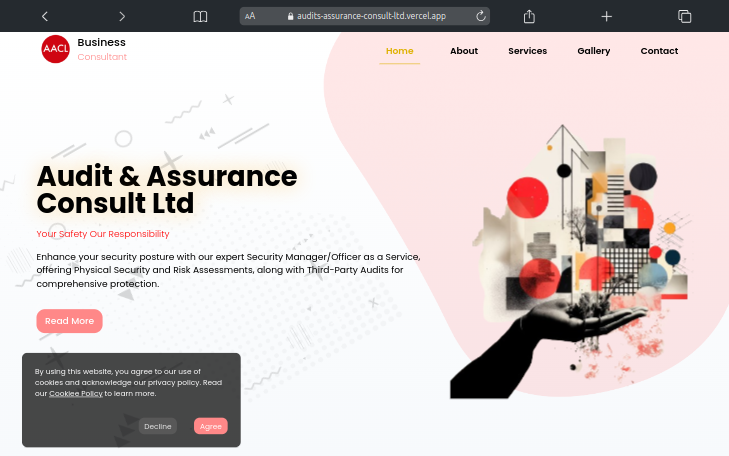 AA audits-assurance-consult-ltd.vercel.app
AACL
Business
Consultant
Home About Services Gallery Contact
Audit & Assurance
Consult Ltd
Your Safety Our Responsibility
Enhance your security posture with our expert Security Manager/Officer as a Service,
offering Physical Security and Risk Assessments, along with Third-Party Audits for
comprehensive protection.
Read More
By using this website, you agree to our use of
cookies and acknowledge our privacy policy. Read
our Cookiee Policy to learn more.
Decline Agree